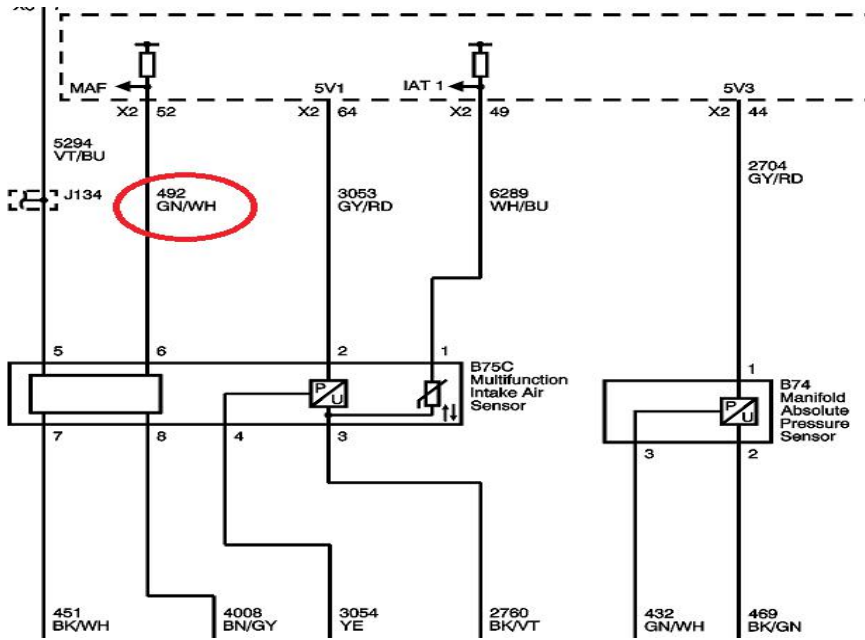 MAF
5V1
IAT 1
5V3
X2 52
X2 64
X2 49
X2 44
5294
VT/BU
J134
492
GN/WH
3053
GY/RD
6289
WH/BU
2704
GY/RD
5
6
2
1
B75C
Multifunction
Intake Air
Sensor
P
U
7
8
4
3
1
B74
Manifold
Absolute
Pressure
Sensor
P
U
3
2
451
BK/WH
4008
BN/GY
3054
YE
2760
BK/VT
432
GN/WH
469
BK/GN